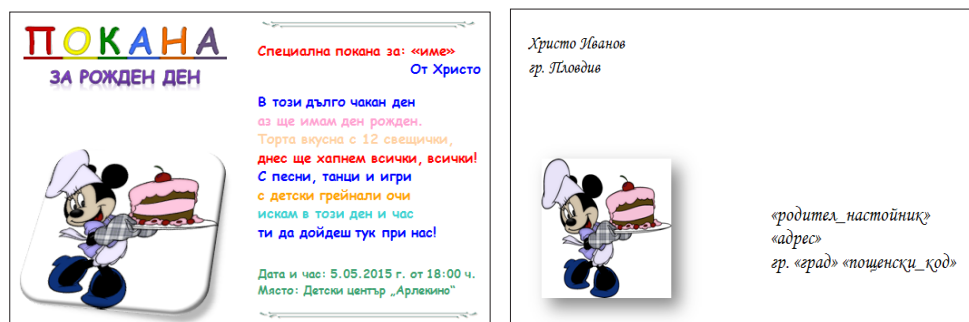 ПОКАНА
ЗА РОЖДЕН ДЕН
Специална покана за: «име»
От Христо
В този дълго чакан ден
аз ще имам ден рожден.
Торта вкусна с 12 свещички,
днес ще хапнем всички, всички!
С песни, танци и игри
с детски грейнали очи
искам в този ден и час
ти да дойдеш тук при нас!
Дата и час: 5.05.2015 г. от 18:00 ч.
Място: Детски център „Арлекино“
Христо Иванов
гр. Пловдив
«родител_настойник»
«адрес»
гр. «град» «пощенски_код»